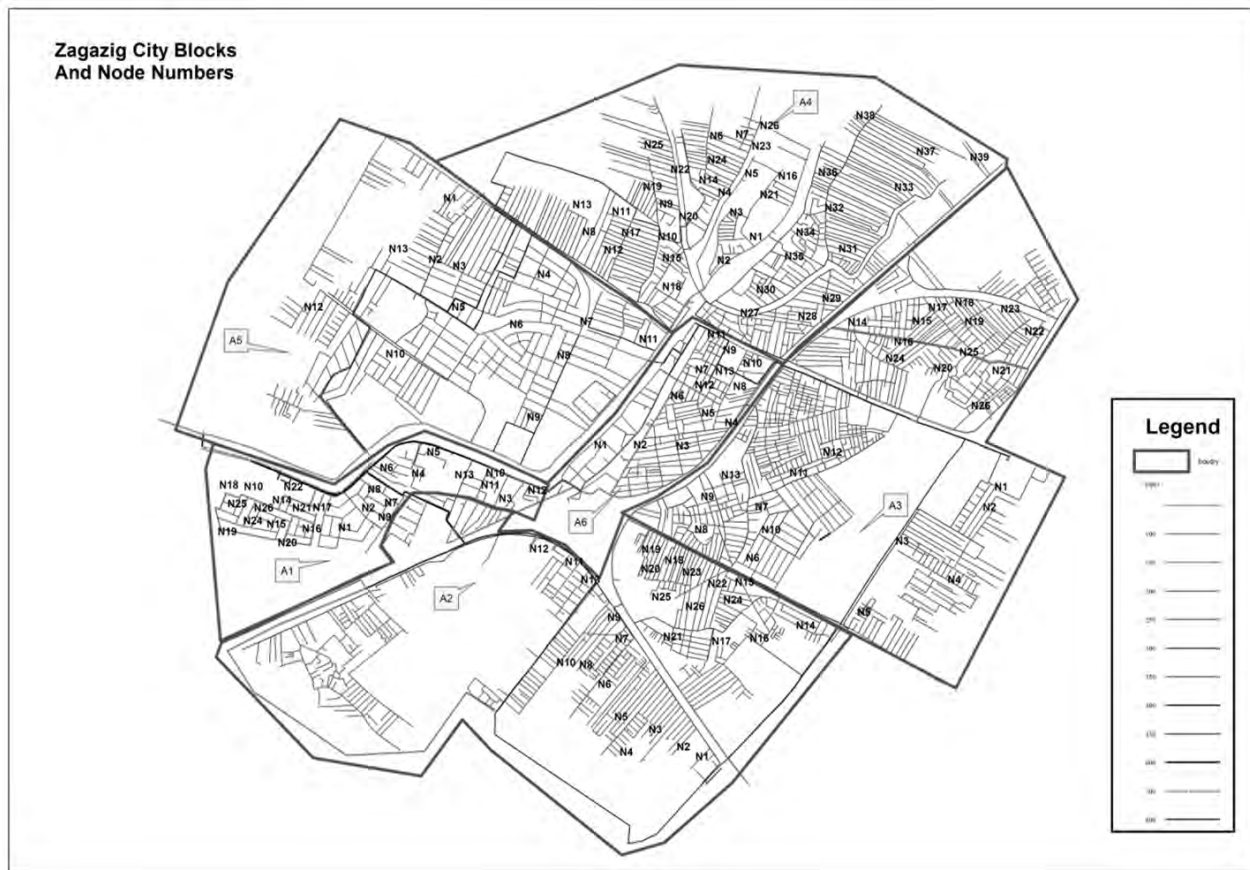 Zagazig City Blocks
And Node Numbers
A4
N38
N26
N6
N7
N25
N23
N37
N39
N24
N22
N5
N16
N36
N14
N19
N4
N21
N33
N1
N13
N9
N11
N3
N32
N20
N8
N17
N10
N1
N34
N13
N12
N31
N2
N3
N15
N2
N35
N4
N18
N30
N29
N12
N5
N27
N28
N18
N17
N23
N6
N7
N14
N15
N19
N22
A5
N11
N11
N16
N10
N8
N9
N10
N24
N25
N7
N13
N20
N21
N12
N8
N6
N26
N9
N5
N4
N1
N2
N3
N5
N12
N6
N4
N13
N10
N13
N11
N18
N10
N22
N11
N1
N8
N3
N12
N9
N2
N25
N14
N26
N21
N17
N2
N7
N7
N9
A3
N24
N15
N16
N1
A6
N8
N10
N19
N20
N3
N12
N19
N6
A1
N11
N18
N20
N23
N4
A2
N10
N22
N15
N25
N26
N24
N5
N9
N14
N7
N21
N17
N16
N10
N8
N6
N5
N3
N4
N2
N1
Legend